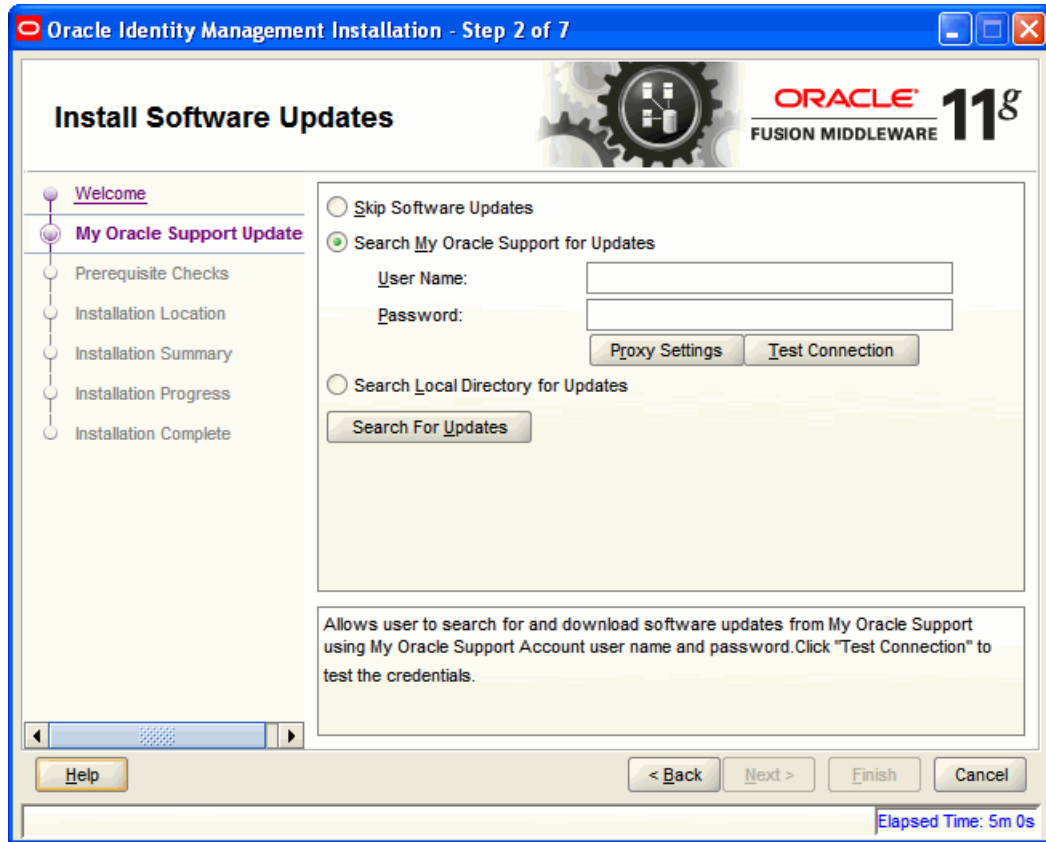 Oracle Identity Management Installation - Step 2 of 7
Install Software Updates
ORACLE®
FUSION MIDDLEWARE
11g
Welcome
My Oracle Support Update
Prerequisite Checks
Installation Location
Installation Summary
Installation Progress
Installation Complete
Skip Software Updates
Search My Oracle Support for Updates
User Name:
Password:
Proxy Settings
Test Connection
Search Local Directory for Updates
Search For Updates
Allows user to search for and download software updates from My Oracle Support
using My Oracle Support Account user name and password.Click "Test Connection" to
test the credentials.
Help
< Back
Next >
Finish
Cancel
Elapsed Time: 5m 0s